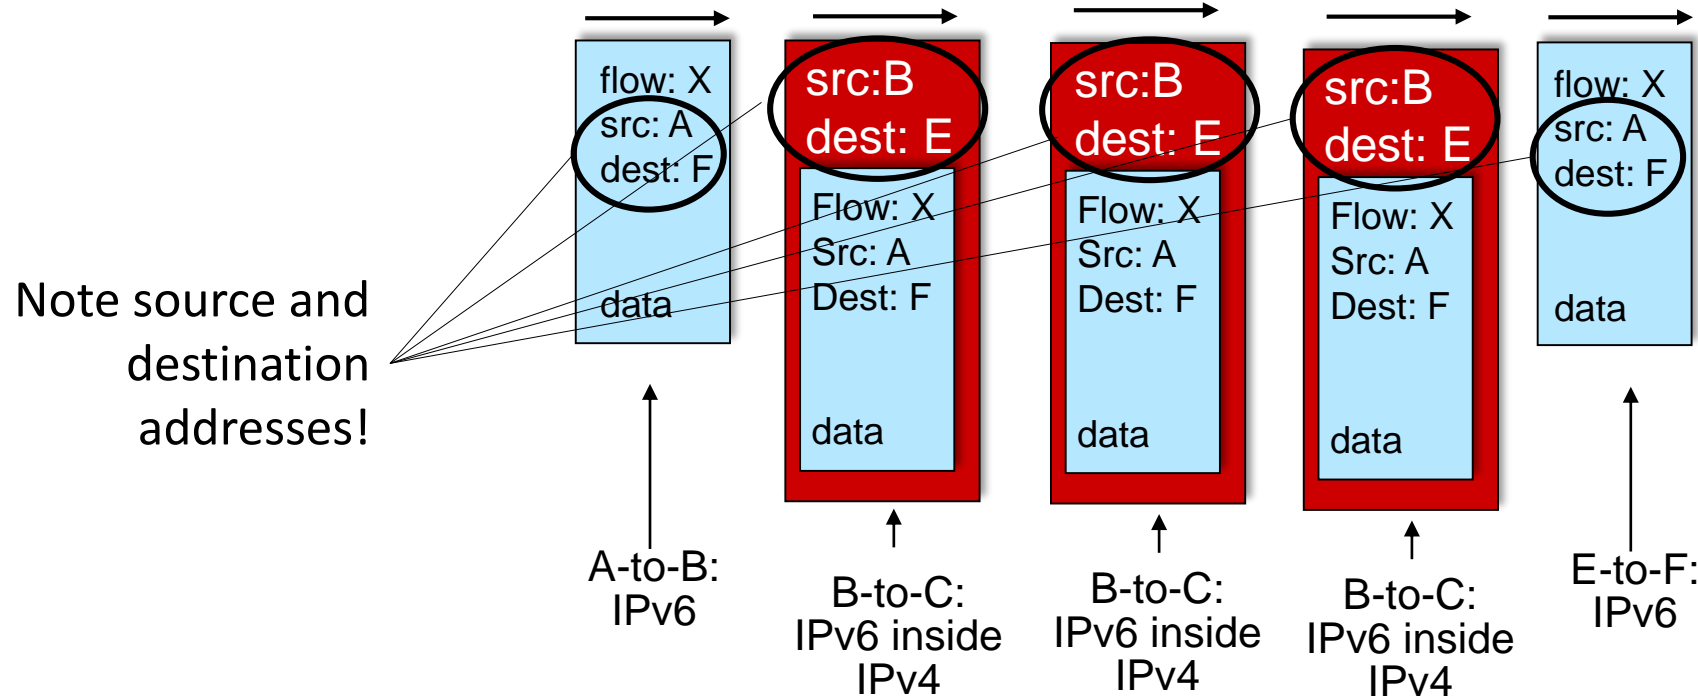 Note source and
destination
addresses!
flow: X
src: A
dest: F
data
A-to-B:
IPv6
src:B
dest: E
Flow: X
Src: A
Dest: F
data
B-to-C:
IPv6 inside
IPv4
src:B
dest: E
Flow: X
Src: A
Dest: F
data
B-to-C:
IPv6 inside
IPv4
src:B
dest: E
Flow: X
Src: A
Dest: F
data
B-to-C:
IPv6 inside
IPv4
flow: X
src: A
dest: F
data
E-to-F:
IPv6